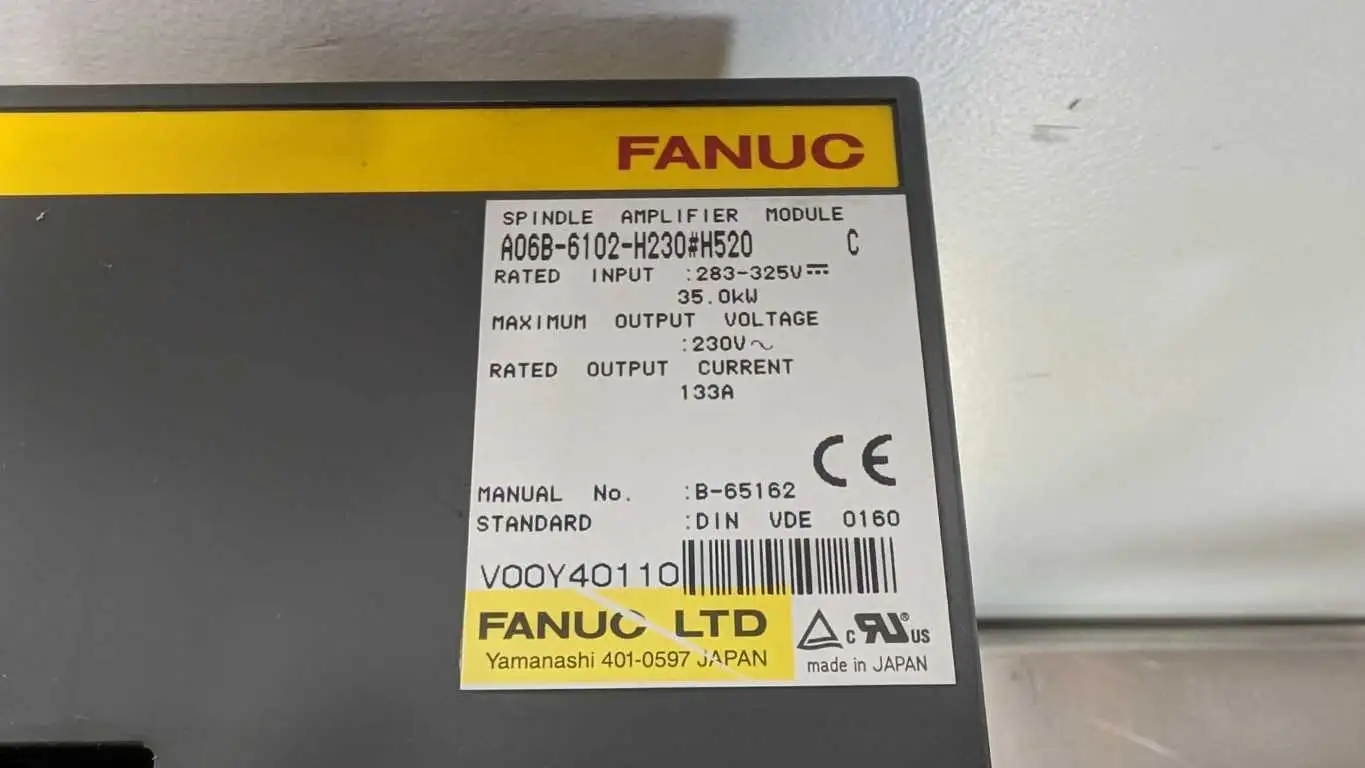 FANUC
SPINDLE AMPLIFIER MODULE
A06B-6102-H230#H520 C
RATED INPUT :283-325V⎓
35.0kW
MAXIMUM OUTPUT VOLTAGE
:230V～
RATED OUTPUT CURRENT
133A
CE
MANUAL No. :B-65162
STANDARD :DIN VDE 0160
V00Y40110
FANUC LTD
Yamanashi 401-0597 JAPAN
c RU® US
made in JAPAN